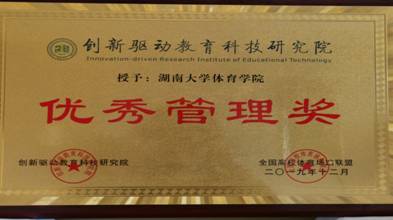 创新驱动教育科技研究院
Innovation-driven Research Institute of Educational Technology
授予：湖南大学体育学院
优秀管理奖
创新驱动教育科技研究院
全国高校体育场口联盟
二〇一九年十二月